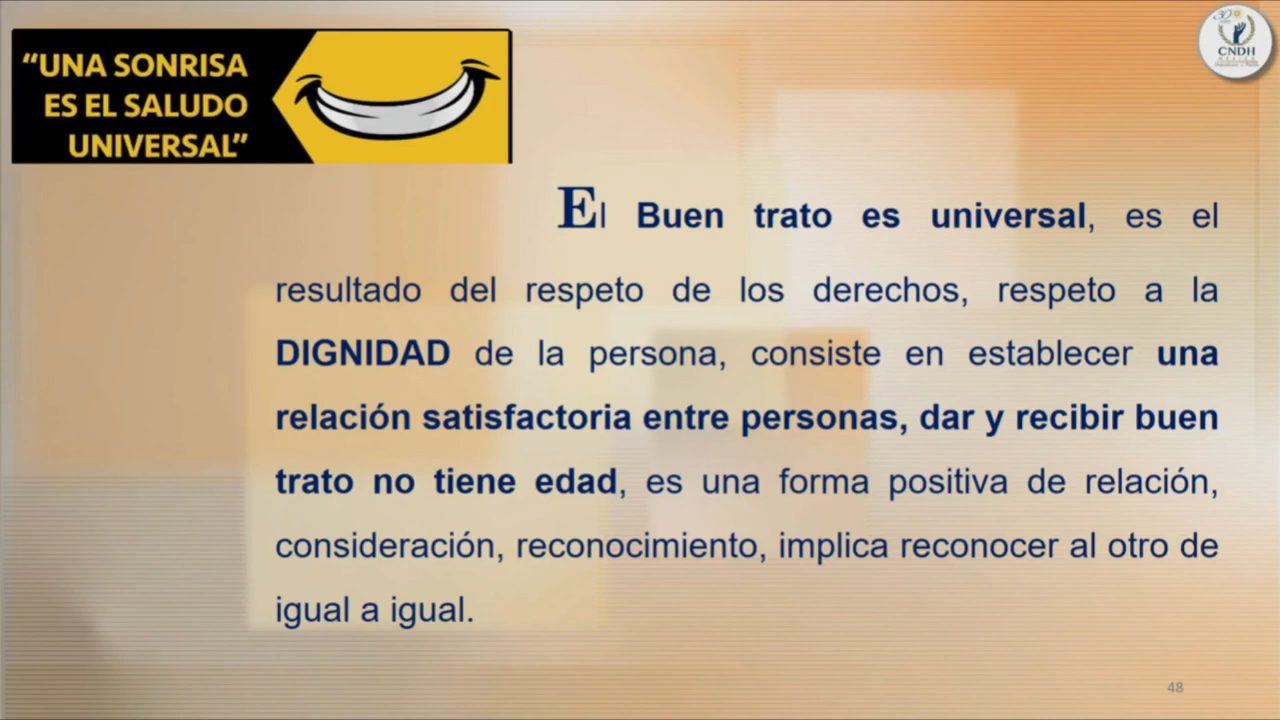 “UNA SONRISA
ES EL SALUDO
UNIVERSAL”
CNDH
El Buen trato es universal, es el
resultado del respeto de los derechos, respeto a la
DIGNIDAD de la persona, consiste en establecer una
relación satisfactoria entre personas, dar y recibir buen
trato no tiene edad, es una forma positiva de relación,
consideración, reconocimiento, implica reconocer al otro de
igual a igual.
48